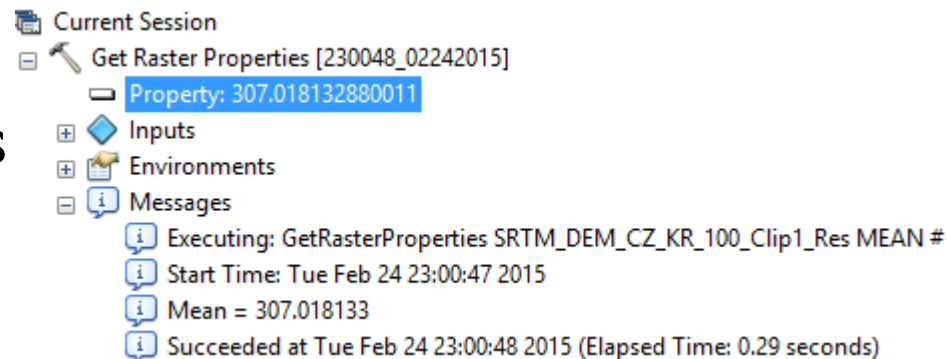 Current Session
Get Raster Properties [230048_02242015]
Property: 307.018132880011
s
Inputs
Environments
Messages
Executing: GetRasterProperties SRTM_DEM_CZ_KR_100_Clip1_Res MEAN #
Start Time: Tue Feb 24 23:00:47 2015
Mean = 307.018133
Succeeded at Tue Feb 24 23:00:48 2015 (Elapsed Time: 0.29 seconds)